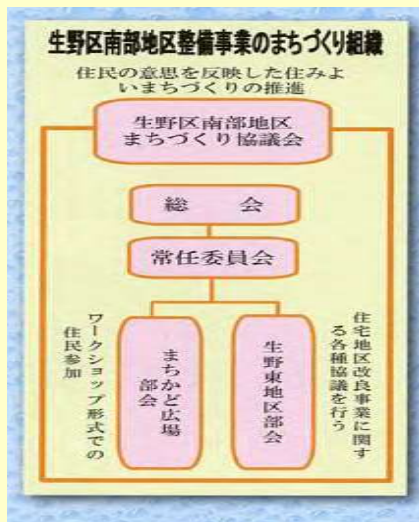 生野区南部地区整備事業のまちづくり組織
住民の意思を反映した住みよ
いまちづくりの推進
生野区南部地区
まちづくり協議会
総　会
常任委員会
住宅地区改良事業に関す
る各種協議を行う
生野東地区部会
まちかど広場
部会
ワークショップ形式での
住民参加